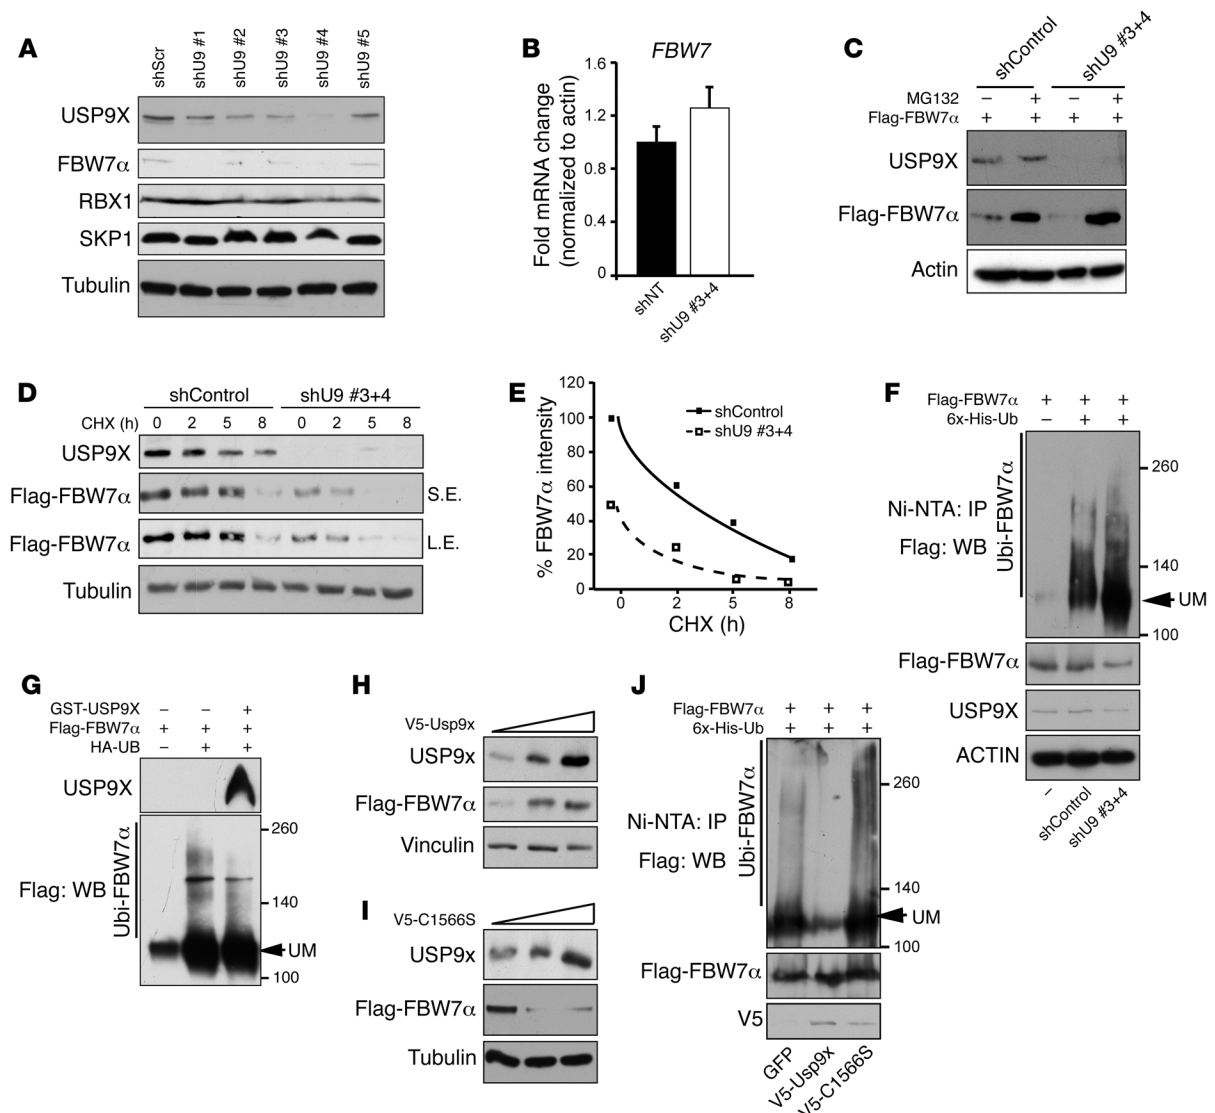 A
shScr
shU9 #1
shU9 #2
shU9 #3
shU9 #4
shU9 #5
USP9X
FBW7α
RBX1
SKP1
Tubulin
B
FBW7
Fold mRNA change
(normalized to actin)
1.6
1.2
0.8
0.4
0
shNT
shU9 #3+4
C
shControl
shU9 #3+4
MG132 – + – +
Flag-FBW7α + + + +
USP9X
Flag-FBW7α
Actin
D
shControl shU9 #3+4
CHX (h) 0 2 5 8 0 2 5 8
USP9X
Flag-FBW7α S.E.
Flag-FBW7α L.E.
Tubulin
E
% FBW7α intensity
120
100
80
60
40
20
0
shControl
shU9 #3+4
0 2 5 8
CHX (h)
F
Flag-FBW7α + + +
6x-His-Ub – + +
Ni-NTA: IP
Flag: WB
Ubi-FBW7α
260
140
UM
100
Flag-FBW7α
USP9X
ACTIN
–
shControl
shU9 #3+4
G
GST-USP9X – – +
Flag-FBW7α + + +
HA-UB – + +
USP9X
Flag: WB
Ubi-FBW7α
260
140
UM
100
H
V5-Usp9x
USP9x
Flag-FBW7α
Vinculin
I
V5-C1566S
USP9x
Flag-FBW7α
Tubulin
J
Flag-FBW7α + + +
6x-His-Ub + + +
Ni-NTA: IP
Flag: WB
Ubi-FBW7α
260
140
UM
100
Flag-FBW7α
V5
GFP
V5-Usp9x
V5-C1566S